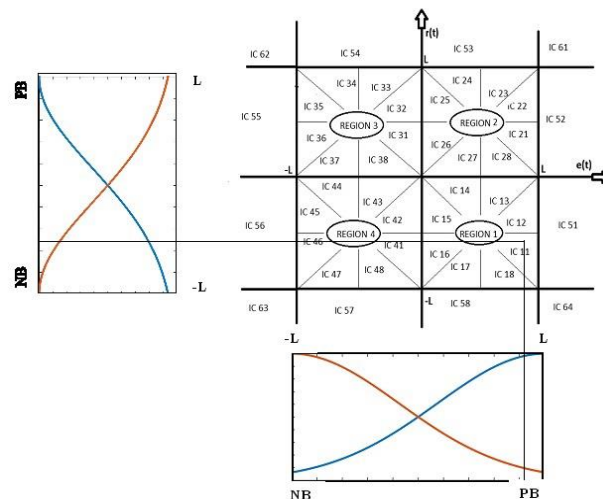 r(t)
IC 62
IC 54
IC 53
IC 61
PB
L
L
IC 34
IC 33
IC 24
IC 23
IC 35
IC 32
IC 25
IC 22
IC 55
REGION 3
REGION 2
IC 52
IC 36
IC 31
IC 26
IC 21
IC 37
IC 38
IC 27
IC 28
-L
L
e(t)
IC 44
IC 14
IC 43
IC 13
IC 45
IC 42
IC 15
IC 12
IC 56
REGION 4
REGION 1
IC 51
IC 46
IC 41
IC 16
IC 11
IC 47
IC 48
IC 17
IC 18
NB
-L
-L
IC 63
IC 57
IC 58
IC 64
-L
L
NB
PB